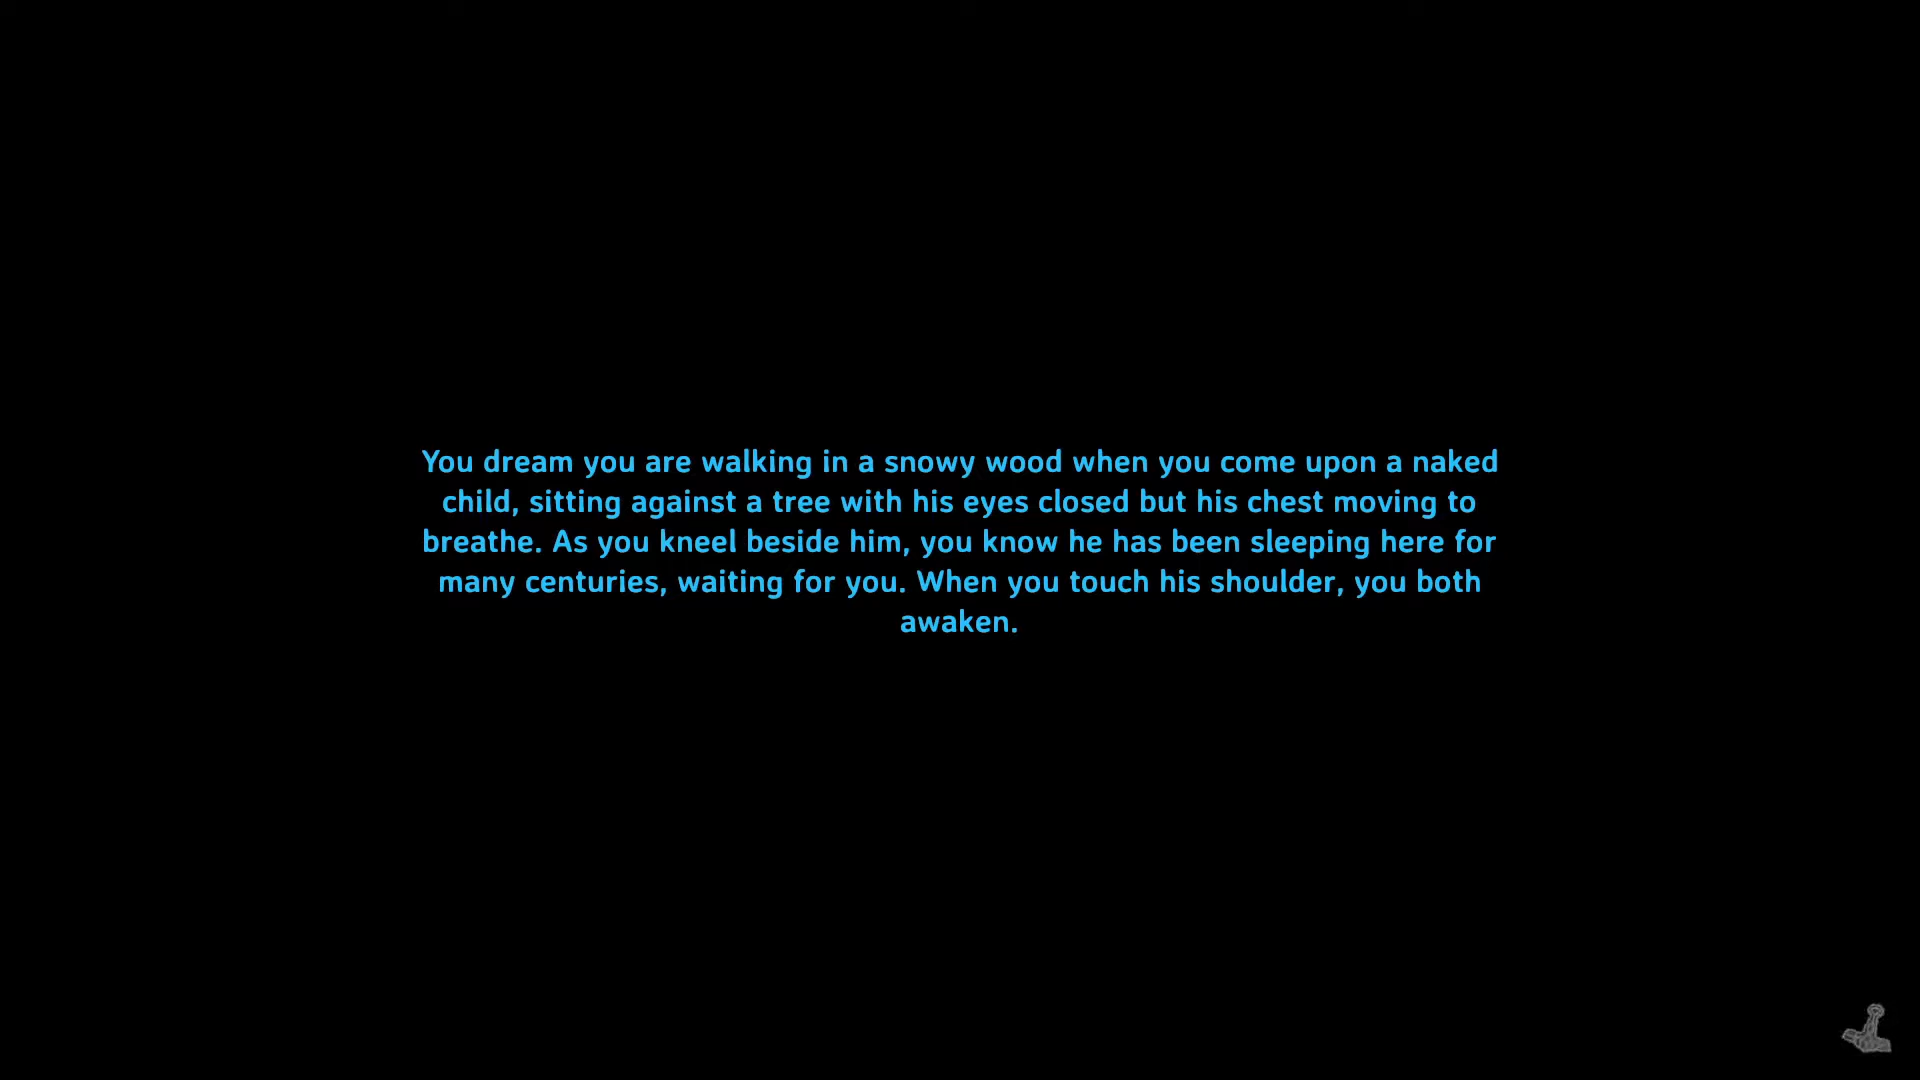 You dream you are walking in a snowy wood when you come upon a naked
child, sitting against a tree with his eyes closed but his chest moving to
breathe. As you kneel beside him, you know he has been sleeping here for
many centuries, waiting for you. When you touch his shoulder, you both
awaken.